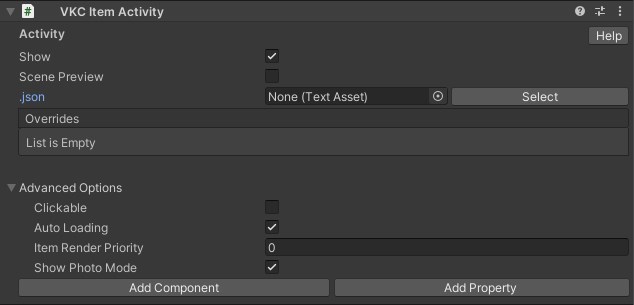 VKC Item Activity
Activity
Help
Show
Scene Preview
.json None (Text Asset) Select
Overrides
List is Empty
Advanced Options
Clickable
Auto Loading
Item Render Priority 0
Show Photo Mode
Add Component Add Property